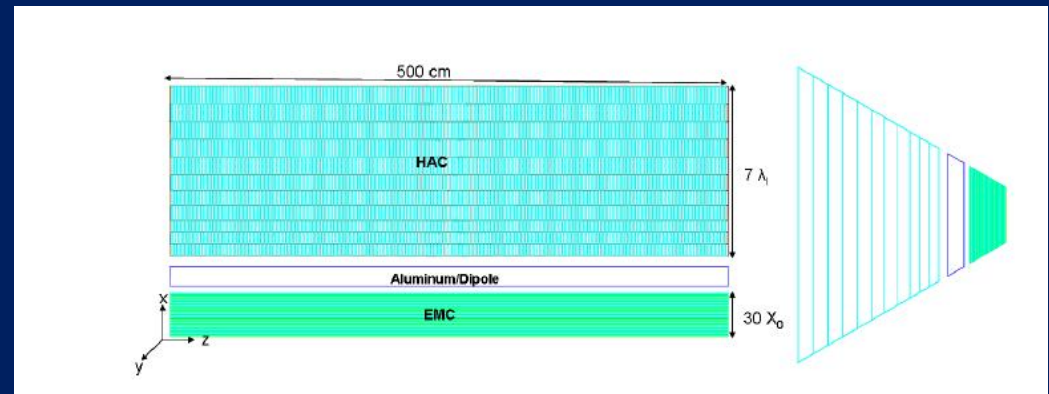 500 cm
HAC
7 λI
Aluminum/Dipole
EMC
30 X0
x
z
y